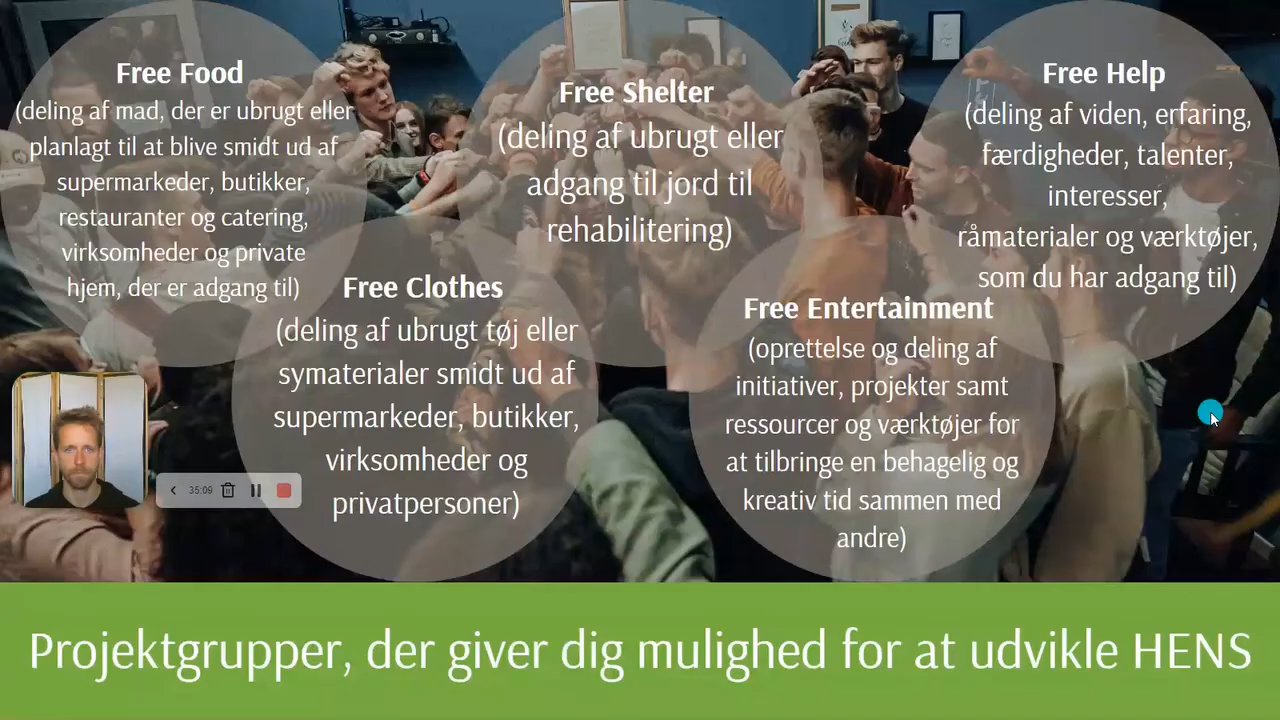 Free Food
(deling af mad, der er ubrugt eller
planlagt til at blive smidt ud af
supermarkeder, butikker,
restauranter og catering,
virksomheder og private
hjem, der er adgang til)
Free Shelter
(deling af ubrugt eller
adgang til jord til
rehabilitering)
Free Help
(deling af viden, erfaring,
færdigheder, talenter,
interesser,
råmaterialer og værktøjer,
som du har adgang til)
Free Clothes
(deling af ubrugt tøj eller
symaterialer smidt ud af
supermarkeder, butikker,
virksomheder og
privatpersoner)
Free Entertainment
(oprettelse og deling af
initiativer, projekter samt
ressourcer og værktøjer for
at tilbringe en behagelig og
kreativ tid sammen med
andre)
35:09
Projektgrupper, der giver dig mulighed for at udvikle HENS